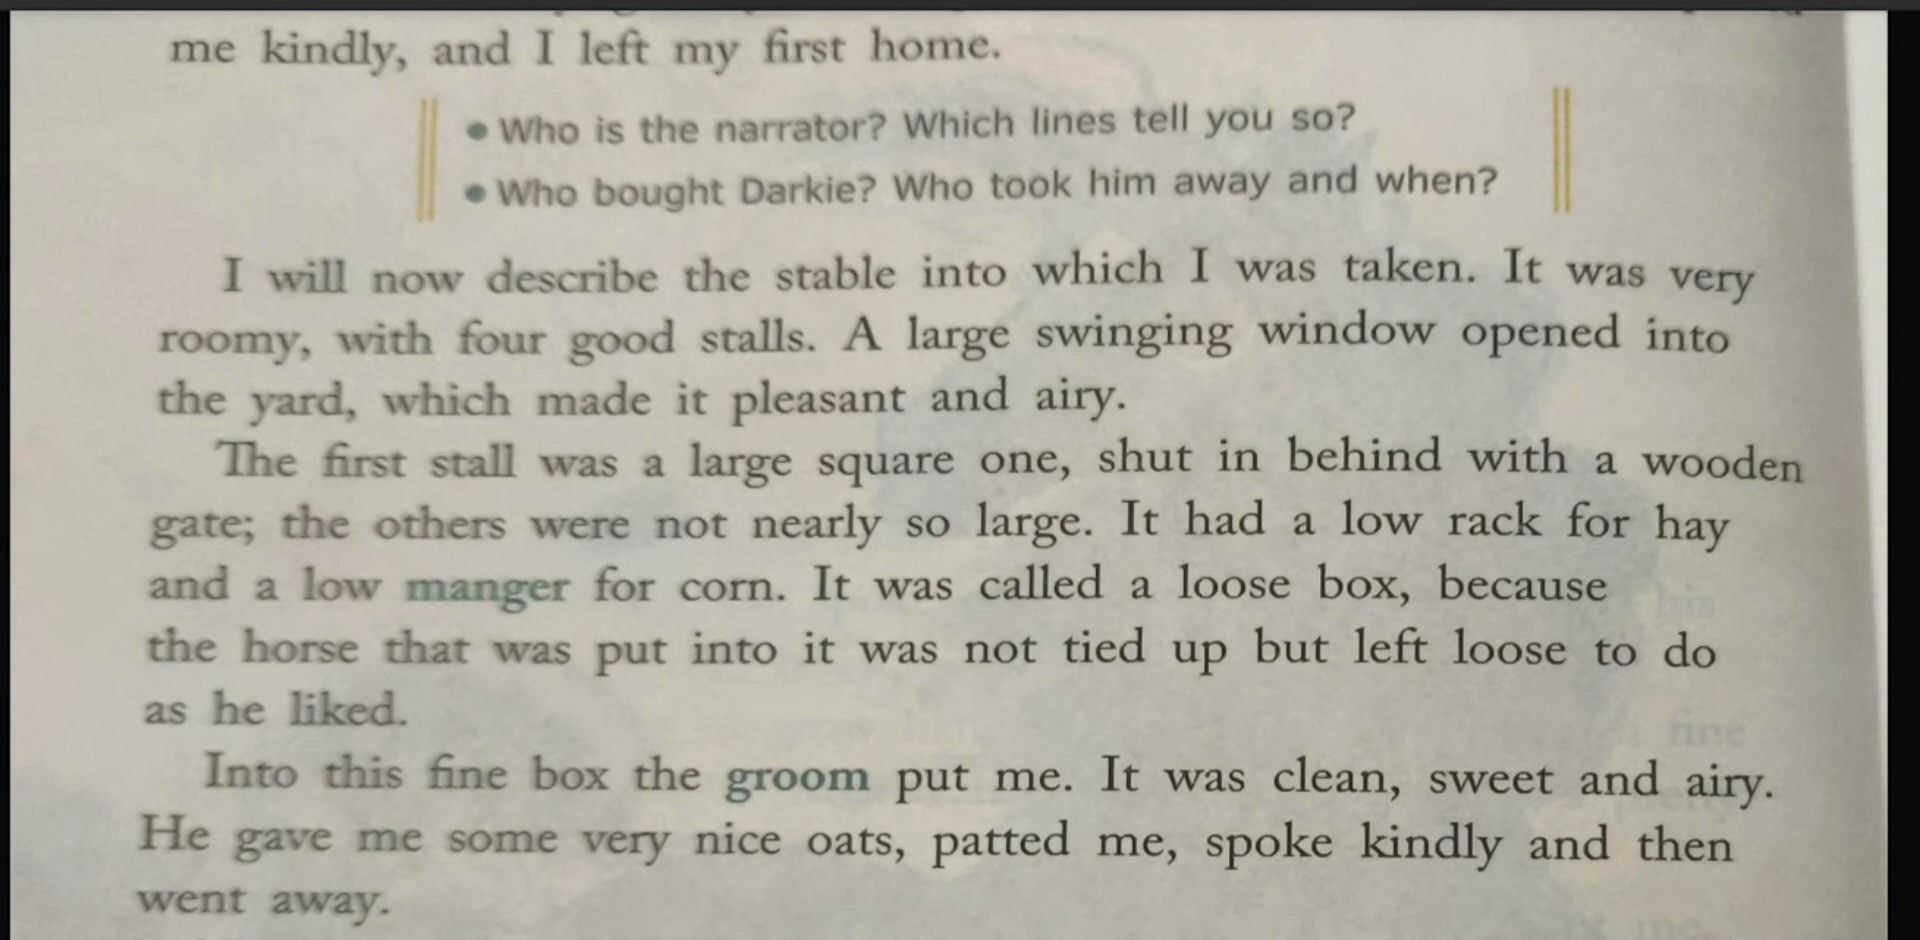 me kindly, and I left my first home.
• Who is the narrator? Which lines tell you so?
• Who bought Darkie? Who took him away and when?
I will now describe the stable into which I was taken. It was very
roomy, with four good stalls. A large swinging window opened into
the yard, which made it pleasant and airy.
The first stall was a large square one, shut in behind with a wooden
gate; the others were not nearly so large. It had a low rack for hay
and a low manger for corn. It was called a loose box, because
the horse that was put into it was not tied up but left loose to do
as he liked.
Into this fine box the groom put me. It was clean, sweet and airy.
He gave me some very nice oats, patted me, spoke kindly and then
went away.